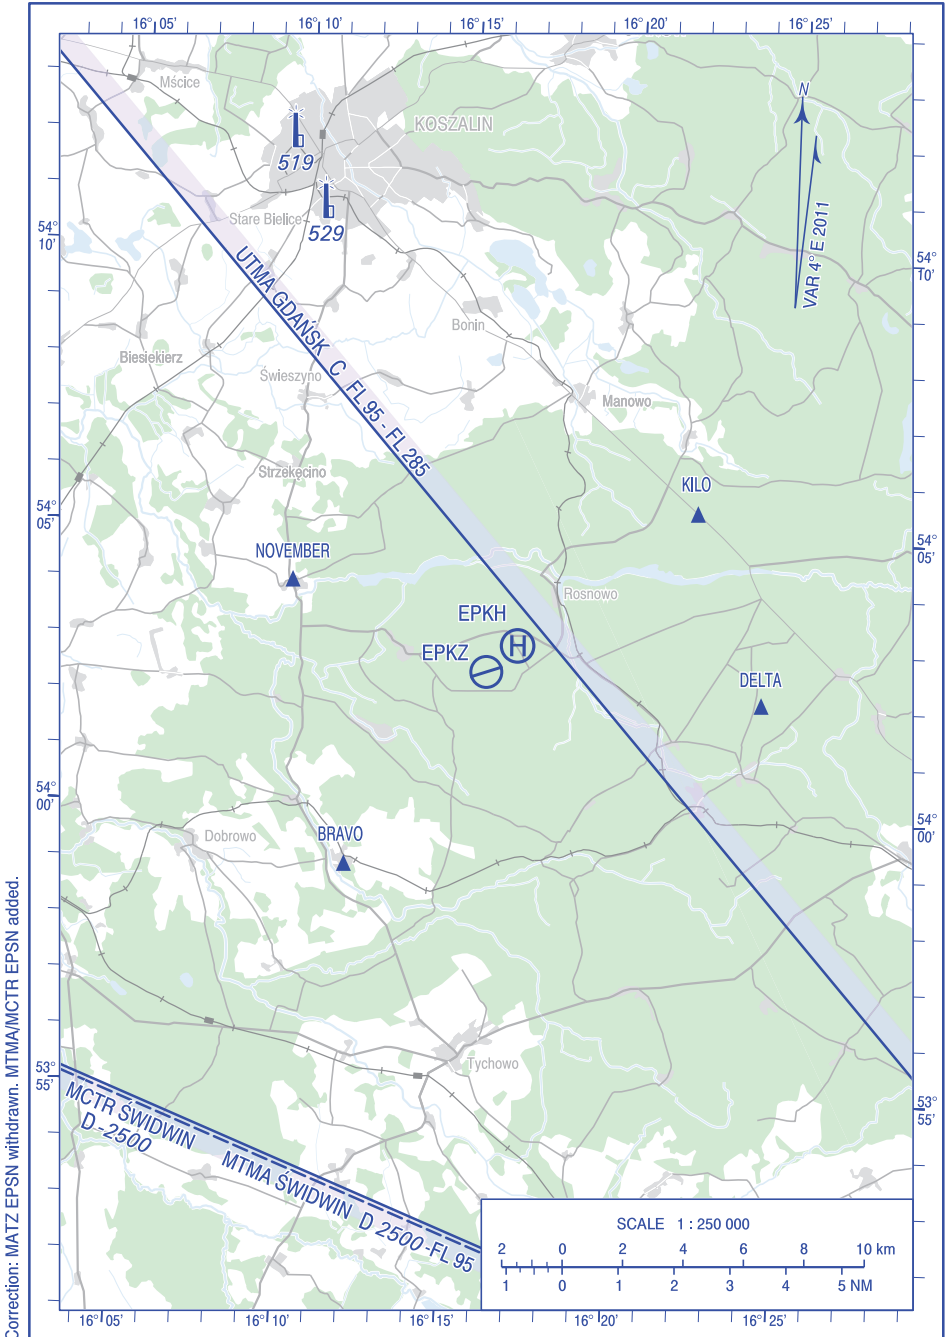 16° 05’
16° 10’
16° 15’
16° 20’
16° 25’
Mścice
KOSZALIN
N
519
529
Stare Bielice
VAR 4° E 2011
54°
10’
54°
10’
UTMA GDAŃSK C FL 95 - FL 285
Bonin
Biesiekierz
Świeszyno
Manowo
Strzekęcino
KILO
54°
05’
54°
05’
NOVEMBER
Rosnowo
EPKH
H
EPKZ
DELTA
54°
00’
54°
00’
Dobrowo
BRAVO
Tychowo
53°
55’
53°
55’
MCTR ŚWIDWIN
D-2500
MTMA ŚWIDWIN D 2500-FL 95
SCALE 1 : 250 000
2 0 2 4 6 8 10 km
1 0 1 2 3 4 5 NM
16° 05’
16° 10’
16° 15’
16° 20’
16° 25’
Correction: MATZ EPSN withdrawn. MTMA/MCTR EPSN added.